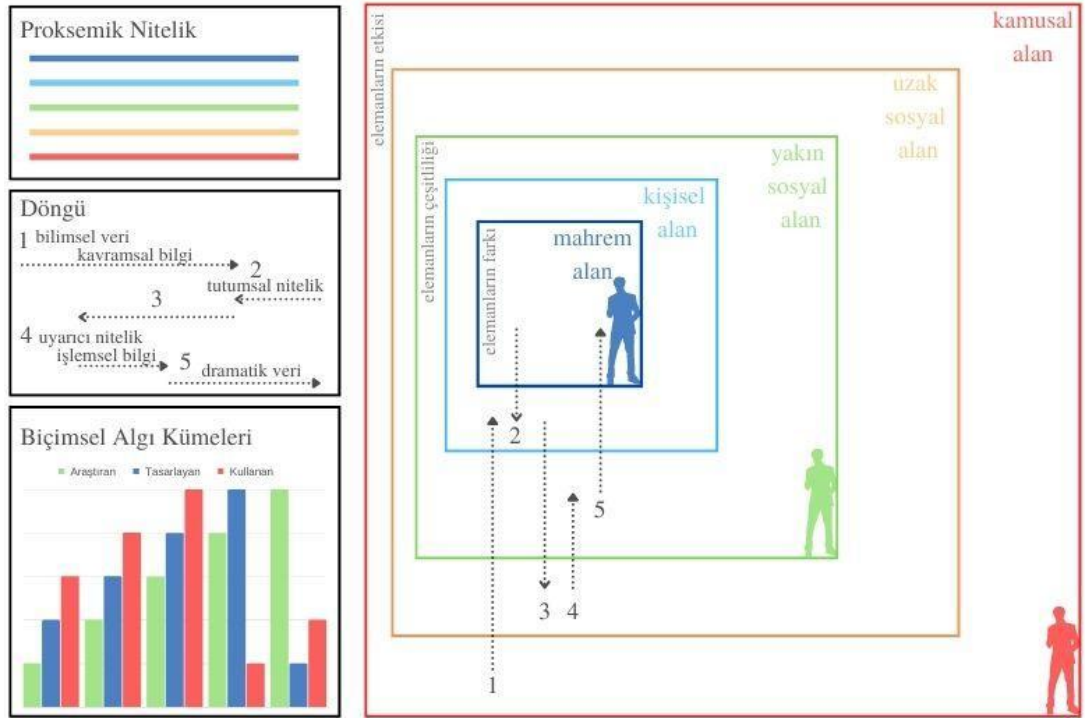 Proksemik Nitelik
Döngü
1 bilimsel veri
kavramsal bilgi
2
tutumsal nitelik
3
4 uyarıcı nitelik
işlemsel bilgi
5
dramatik veri
Biçimsel Algı Kümeleri
Araştıran Tasarlayan Kullanan
elemanların etkisi
kamusal
alan
uzak
sosyal
alan
elemanların çeşitliliği
yakın
sosyal
alan
kişisel
alan
elemanların farkı
mahrem
alan
2
5
3 4
1